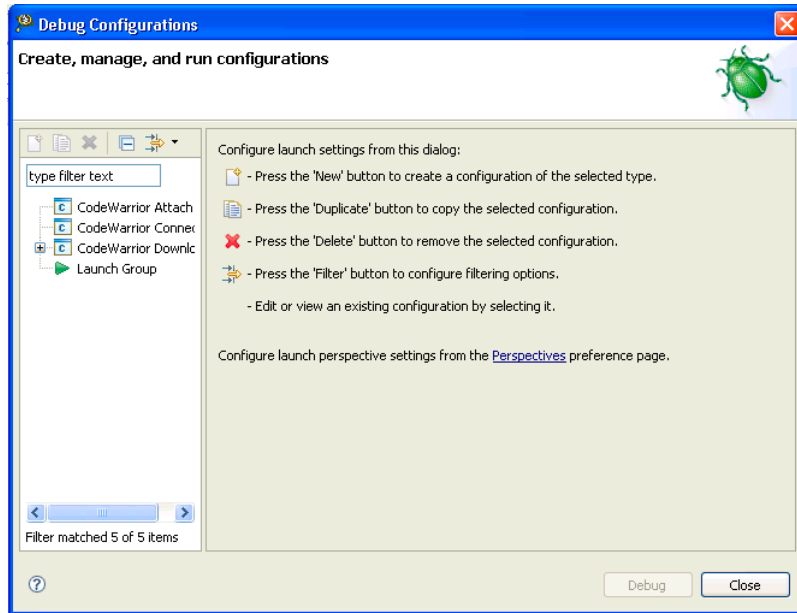 Debug Configurations
Create, manage, and run configurations
type filter text
CodeWarrior Attach
CodeWarrior Connec
CodeWarrior Downlc
Launch Group
Filter matched 5 of 5 items
Configure launch settings from this dialog:
- Press the 'New' button to create a configuration of the selected type.
- Press the 'Duplicate' button to copy the selected configuration.
- Press the 'Delete' button to remove the selected configuration.
- Press the 'Filter' button to configure filtering options.
- Edit or view an existing configuration by selecting it.
Configure launch perspective settings from the Perspectives preference page.
Debug
Close